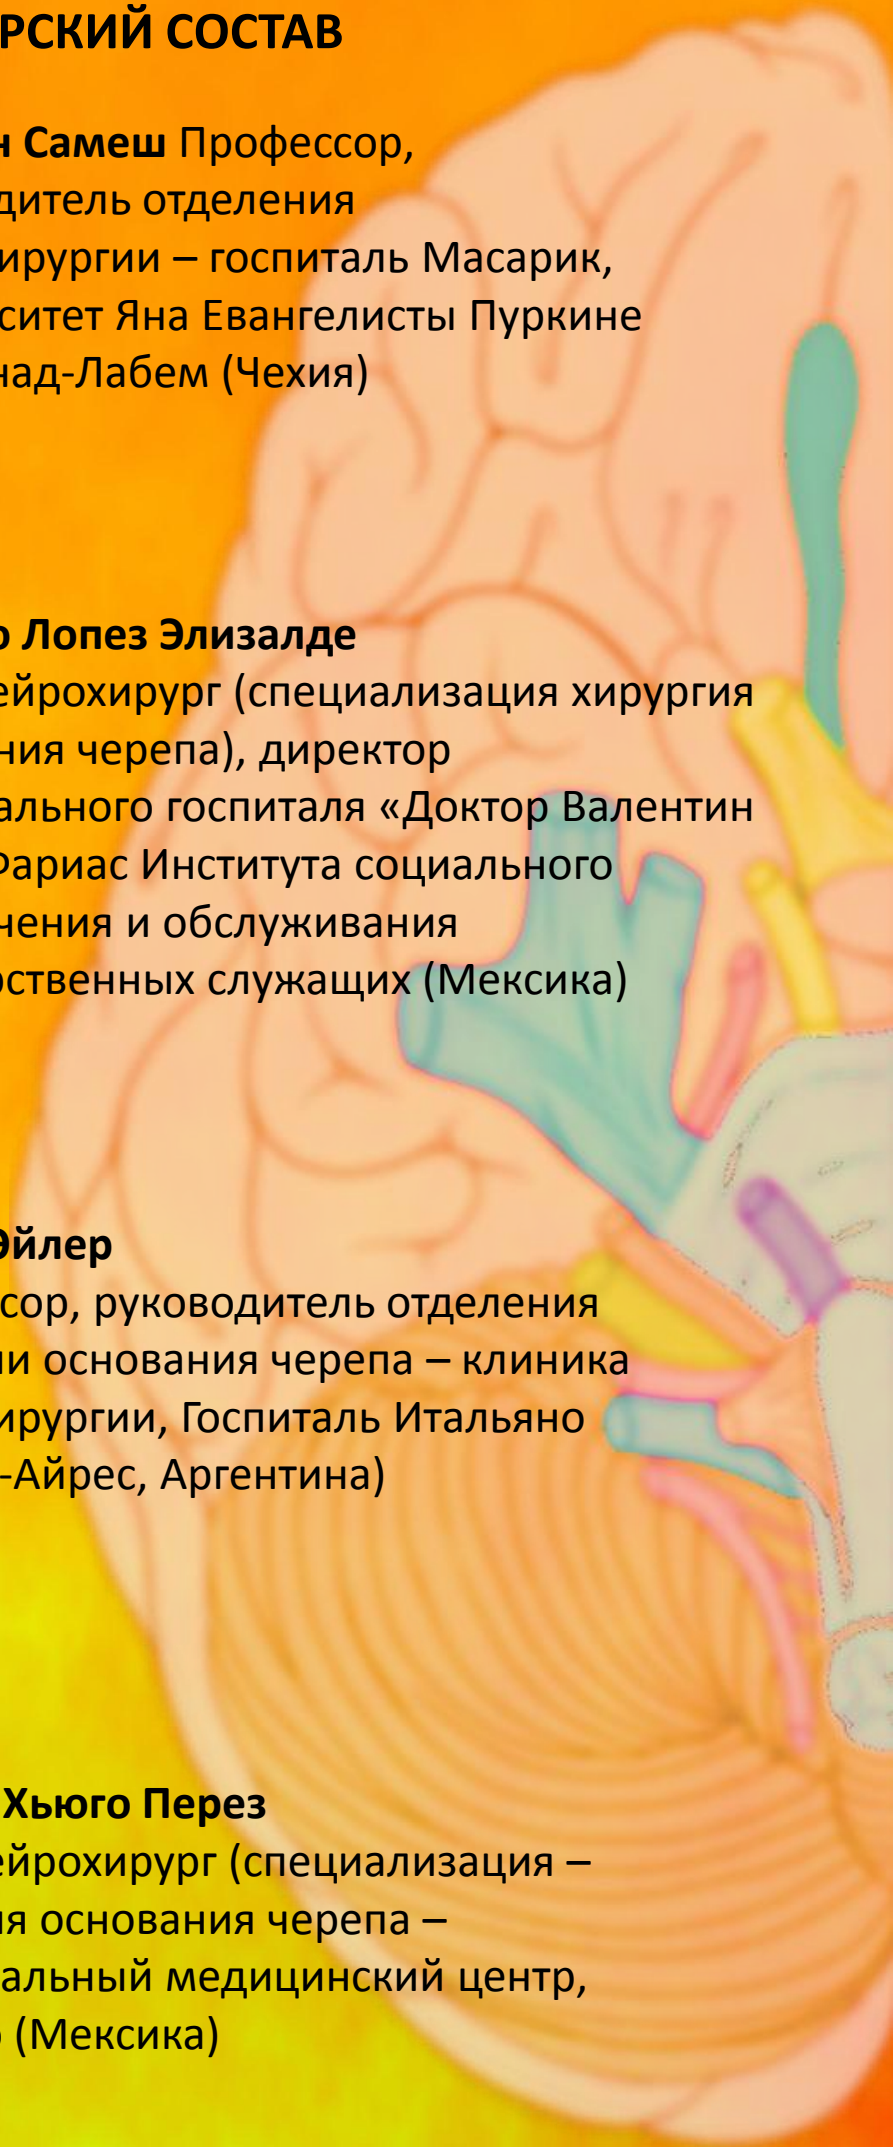 РСКИЙ СОСТАВ
н Самеш Профессор,
дитель отделения
ирургии – госпиталь Масарик,
ситет Яна Евангелисты Пуркине
над-Лабем (Чехия)
о Лопез Элизалде
ейрохирург (специализация хирургия
ния черепа), директор
ального госпиталя «Доктор Валентин
Фариас Института социального
чения и обслуживания
рственных служащих (Мексика)
Эйлер
сор, руководитель отделения
ии основания черепа – клиника
ирургии, Госпиталь Итальяно
-Айрес, Аргентина)
Хьюго Перез
ейрохирург (специализация –
ия основания черепа –
альный медицинский центр,
о (Мексика)